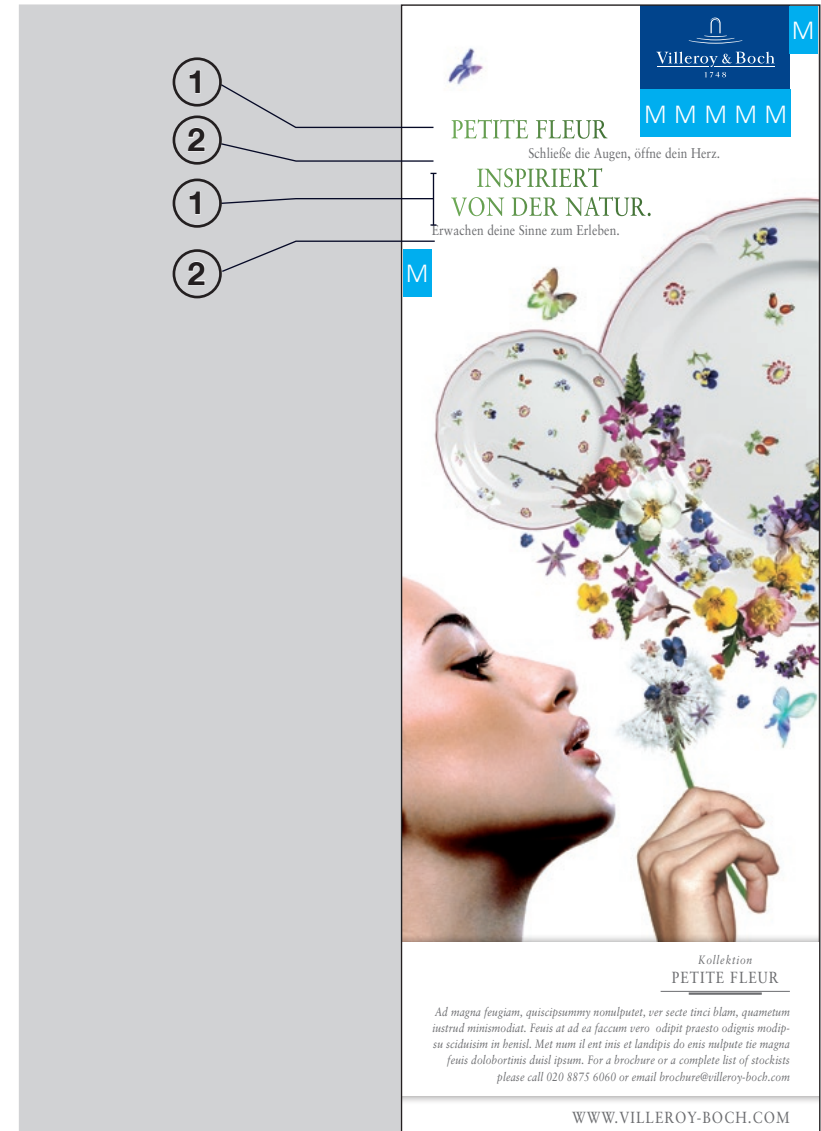 1
2
1
2
M
Villeroy & Boch
1748
M M M M M
PETITE FLEUR
Schließe die Augen, öffne dein Herz.
INSPIRIERT
VON DER NATUR.
Erwachen deine Sinne zum Erleben.
M
Kollektion
PETITE FLEUR
Ad magna feugiam, quiscipsummy nonulputet, ver secte tinci blam, quametum
iustrud minismodiat. Feuis at ad ea faccum vero odipit praesto odignis modip-
su sciduisim in henisl. Met num il ent inis et landipis do enis nulpute tie magna
feuis dolobortinis duisl ipsum. For a brochure or a complete list of stockists
please call 020 8875 6060 or email brochure@villeroy-boch.com
WWW.VILLEROY-BOCH.COM